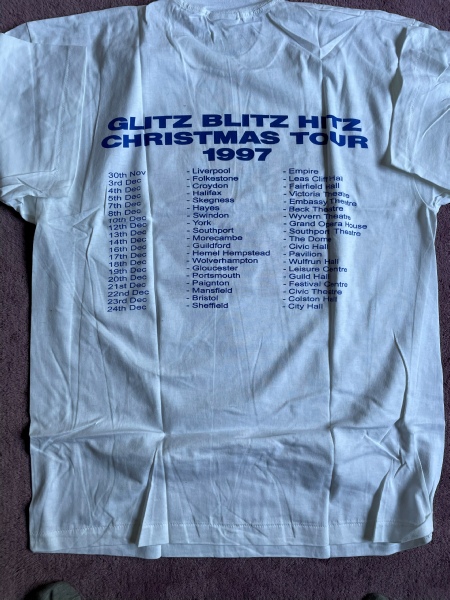 GLITZ BLITZ HITZ
CHRISTMAS TOUR
1997
30th Nov - Liverpool - Empire
3rd Dec - Folkestone - Leas Cliff Hall
4th Dec - Croydon - Fairfield Hall
5th Dec - Halifax - Victoria Theatre
7th Dec - Skegness - Embassy Theatre
8th Dec - Hayes - Beck Theatre
10th Dec - Swindon - Wyvern Theatre
12th Dec - York - Grand Opera House
13th Dec - Southport - Southport Theatre
14th Dec - Morecambe - The Dome
16th Dec - Guildford - Civic Hall
17th Dec - Hemel Hempstead - Pavilion
18th Dec - Wolverhampton - Wulfrun Hall
19th Dec - Gloucester - Leisure Centre
20th Dec - Portsmouth - Guild Hall
21st Dec - Paignton - Festival Centre
22nd Dec - Mansfield - Civic Theatre
23rd Dec - Bristol - Colston Hall
24th Dec - Sheffield - City Hall